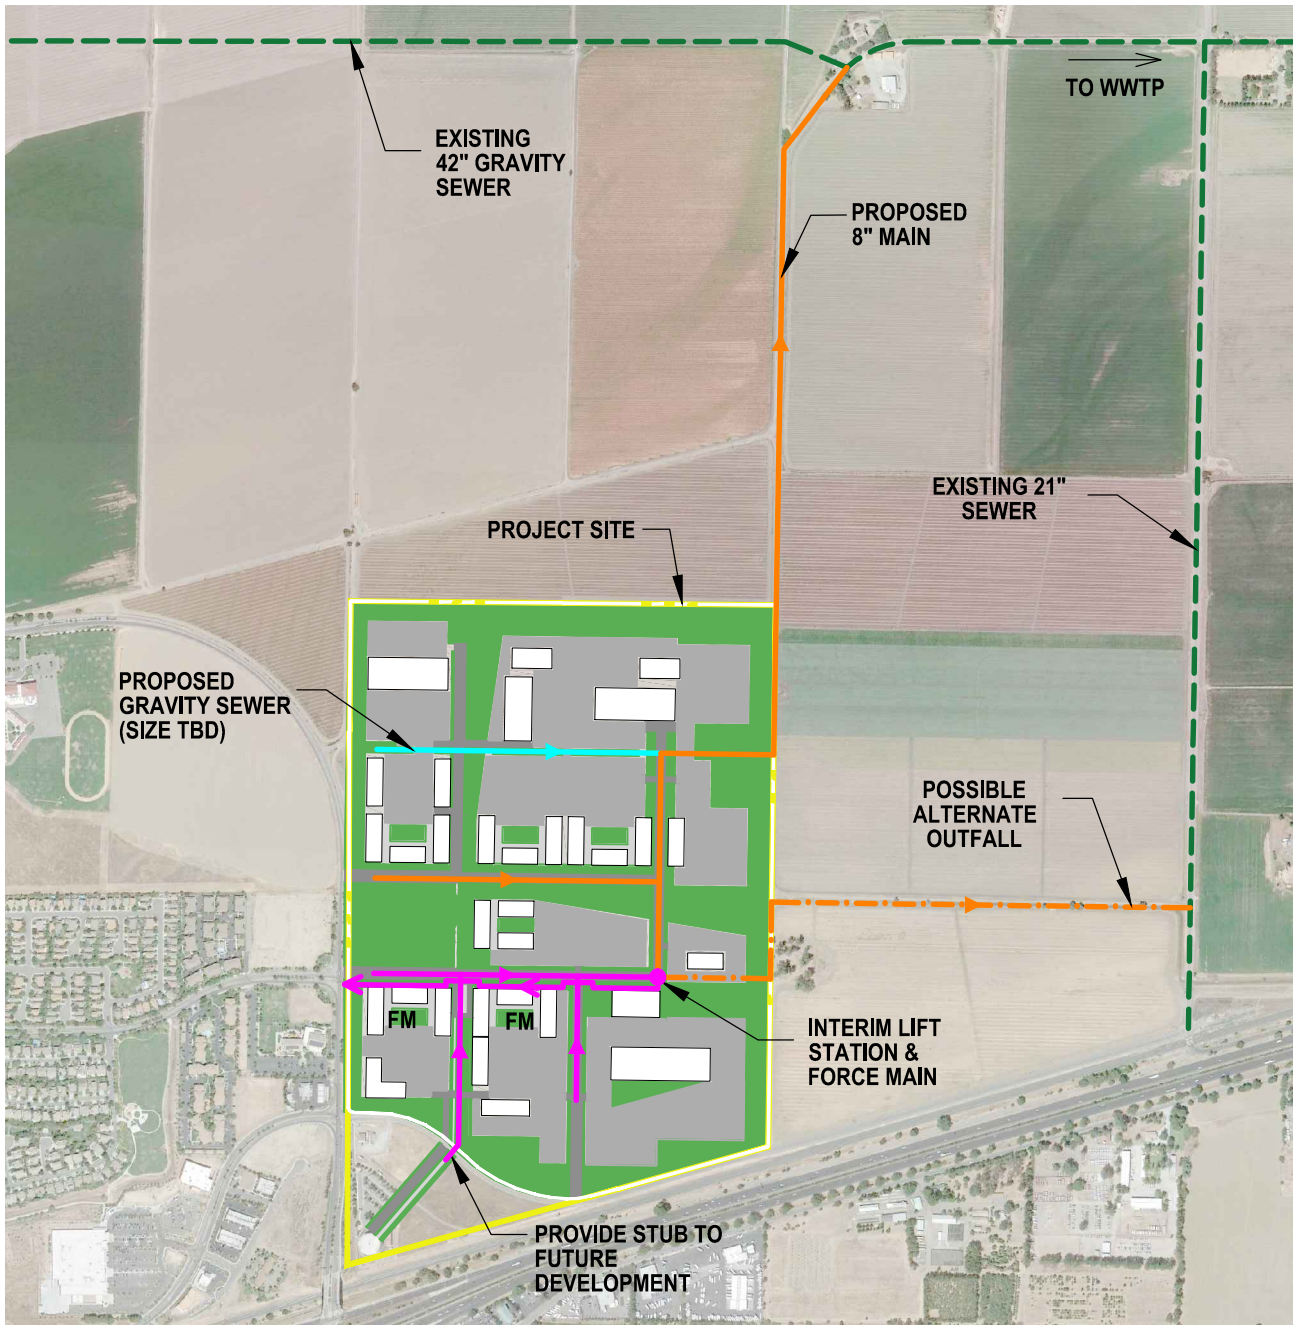 TO WWTP
EXISTING
42" GRAVITY
SEWER
PROPOSED
8" MAIN
EXISTING 21"
SEWER
PROJECT SITE
PROPOSED
GRAVITY SEWER
(SIZE TBD)
POSSIBLE
ALTERNATE
OUTFALL
FM
FM
INTERIM LIFT
STATION &
FORCE MAIN
PROVIDE STUB TO
FUTURE
DEVELOPMENT